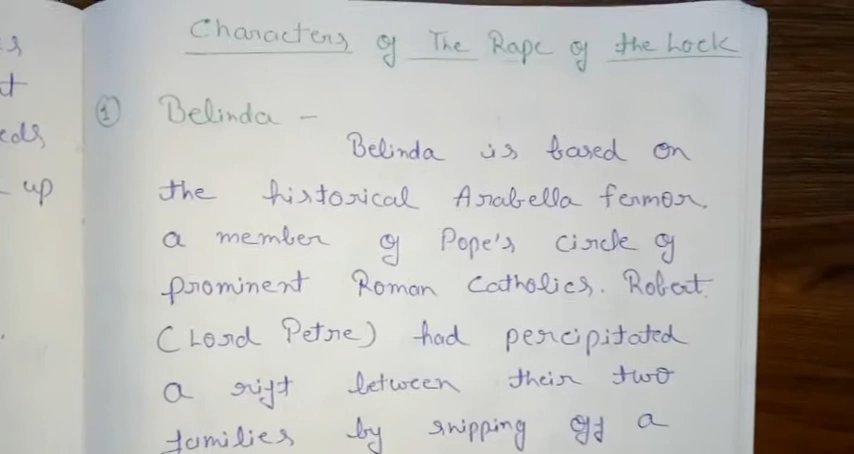 Characters of The Rape of the Lock
① Belinda -
Belinda is based on
the historical Arabella fermor.
a member of Pope's circle of
prominent Roman Catholics. Robert.
(Lord Petre) had percipitated
a rift between their two
families by snipping off a
s
t
eds
up